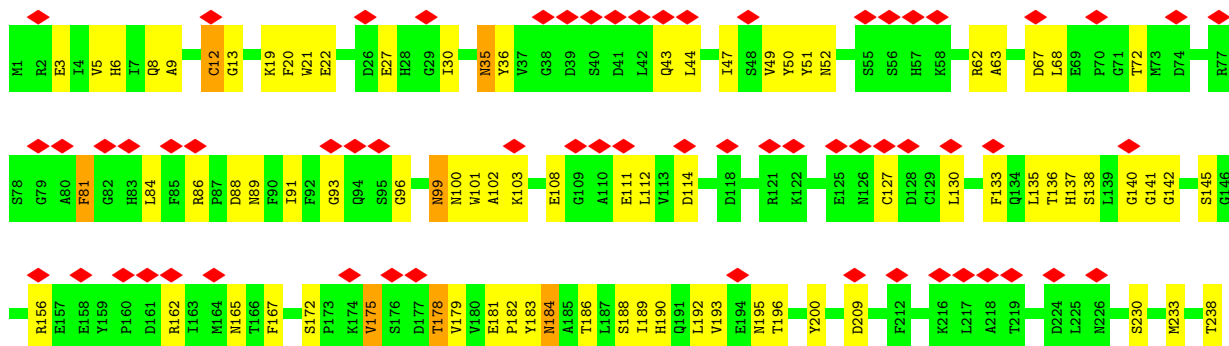 M1 R2 E3 I4 V5 H6 I7 Q8 A9 C12 G13 K19 F20 W21 E22 D26 E27 H28 G29 I30 N35 Y36 V37 G38 D39 S40 D41 L42 Q43 L44 I47 S48 V49 Y50 Y51 N52 S55 S56 H57 K58 R62 A63 D67 L68 E69 P70 G71 T72 M73 D74 R77
S78 G79 A80 F81 G82 H83 L84 F85 R86 P87 D88 N89 F90 I91 F92 G93 Q94 S95 G96 N99 N100 W101 A102 K103 E108 G109 A110 E111 L112 V113 D114 D118 R121 K122 E125 N126 C127 D128 C129 L130 F133 Q134 L135 T136 H137 S138 L139 G140 G141 G142 S145 G146
R156 E157 E158 Y159 P160 D161 R162 I163 M164 N165 T166 F167 S172 P173 K174 V175 S176 D177 T178 V179 V180 E181 P182 Y183 N184 A185 T186 L187 S188 I189 H190 Q191 L192 V193 E194 N195 T196 Y200 D209 F212 K216 L217 A218 T219 D224 L225 N226 S230 M233 T238